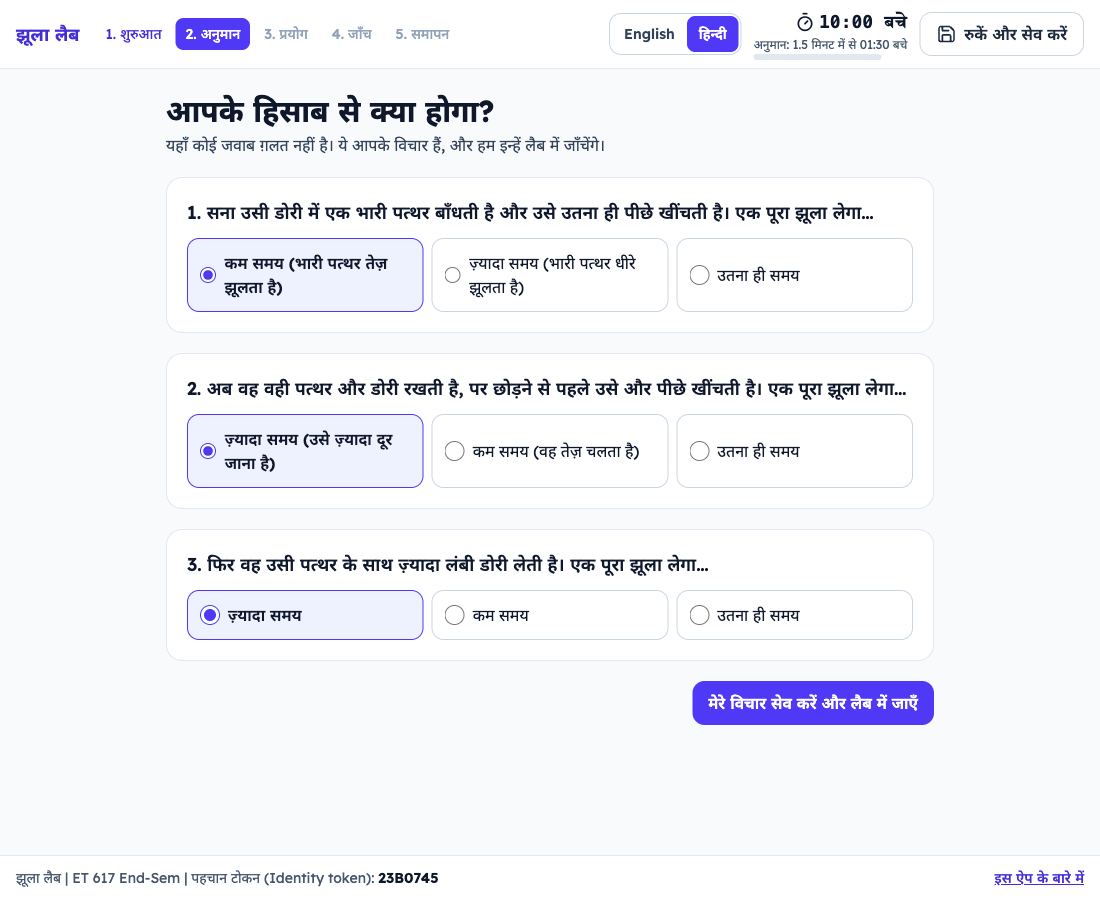 झूला लैब 1. शुरुआत 2. अनुमान 3. प्रयोग 4. जाँच 5. समापन English हिन्दी 10:00 बचे रुकें और सेव करें
अनुमान: 1.5 मिनट में से 01:30 बचे
आपके हिसाब से क्या होगा?
यहाँ कोई जवाब ग़लत नहीं है। ये आपके विचार हैं, और हम इन्हें लैब में जाँचेंगे।
1. सना उसी डोरी में एक भारी पत्थर बाँधती है और उसे उतना ही पीछे खींचती है। एक पूरा झूला लेगा...
कम समय (भारी पत्थर तेज़
झूलता है)
ज़्यादा समय (भारी पत्थर धीरे
झूलता है)
उतना ही समय
2. अब वह वही पत्थर और डोरी रखती है, पर छोड़ने से पहले उसे और पीछे खींचती है। एक पूरा झूला लेगा...
ज़्यादा समय (उसे ज़्यादा दूर
जाना है)
कम समय (वह तेज़ चलता है)
उतना ही समय
3. फिर वह उसी पत्थर के साथ ज़्यादा लंबी डोरी लेती है। एक पूरा झूला लेगा...
ज़्यादा समय
कम समय
उतना ही समय
मेरे विचार सेव करें और लैब में जाएँ
झूला लैब | ET 617 End-Sem | पहचान टोकन (Identity token): 23B0745
इस ऐप के बारे में